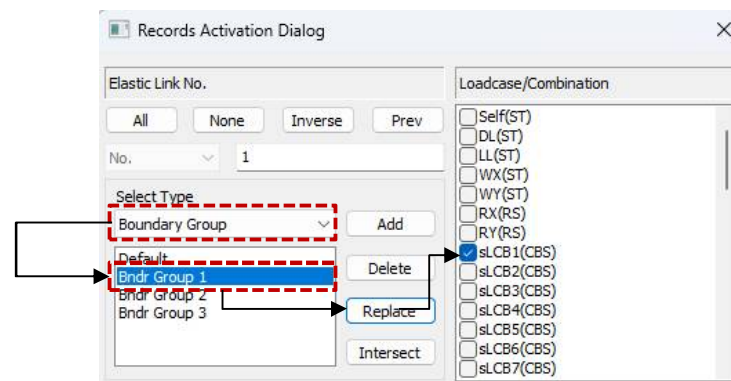 Records Activation Dialog
Elastic Link No.
All None Inverse Prev
No. 1
Select Type
Boundary Group Add
Default
Bndr Group 1
Bndr Group 2
Bndr Group 3
Delete
Replace
Intersect
Loadcase/Combination
Self(ST)
DL(ST)
LL(ST)
WX(ST)
WY(ST)
RX(RS)
RY(RS)
sLCB1(CBS)
sLCB2(CBS)
sLCB3(CBS)
sLCB4(CBS)
sLCB5(CBS)
sLCB6(CBS)
sLCB7(CBS)